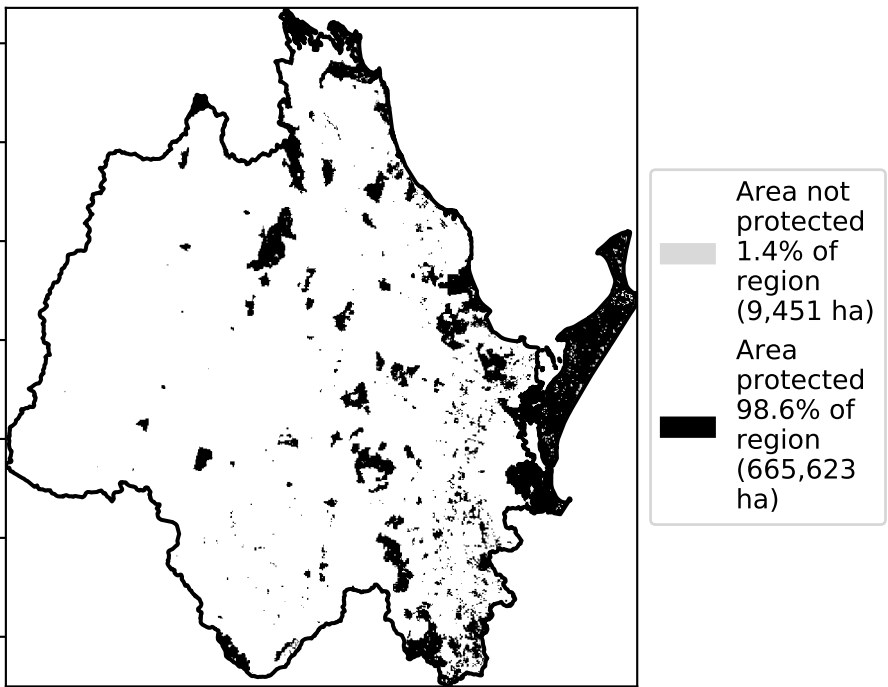 Area not
protected
1.4% of
region
(9,451 ha)
Area
protected
98.6% of
region
(665,623
ha)